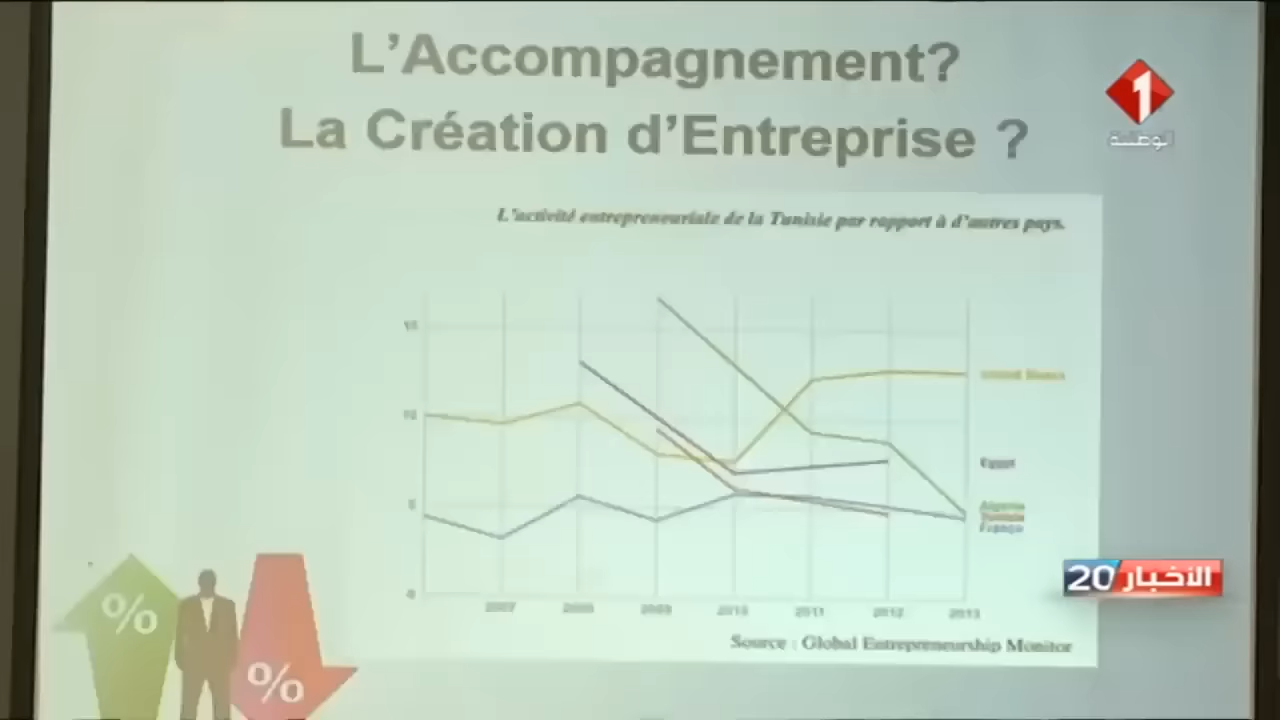 L'Accompagnement?
La Création d'Entreprise ?
1
الوطنية
L'activité entrepreneuriale de la Tunisie par rapport à d'autres pays.
15
10
5
0
United States
Egypt
Algeria
Tunisia
France
2007
2008
2009
2010
2011
2012
2013
Source : Global Entrepreneurship Monitor
%
%
الأخبار 20